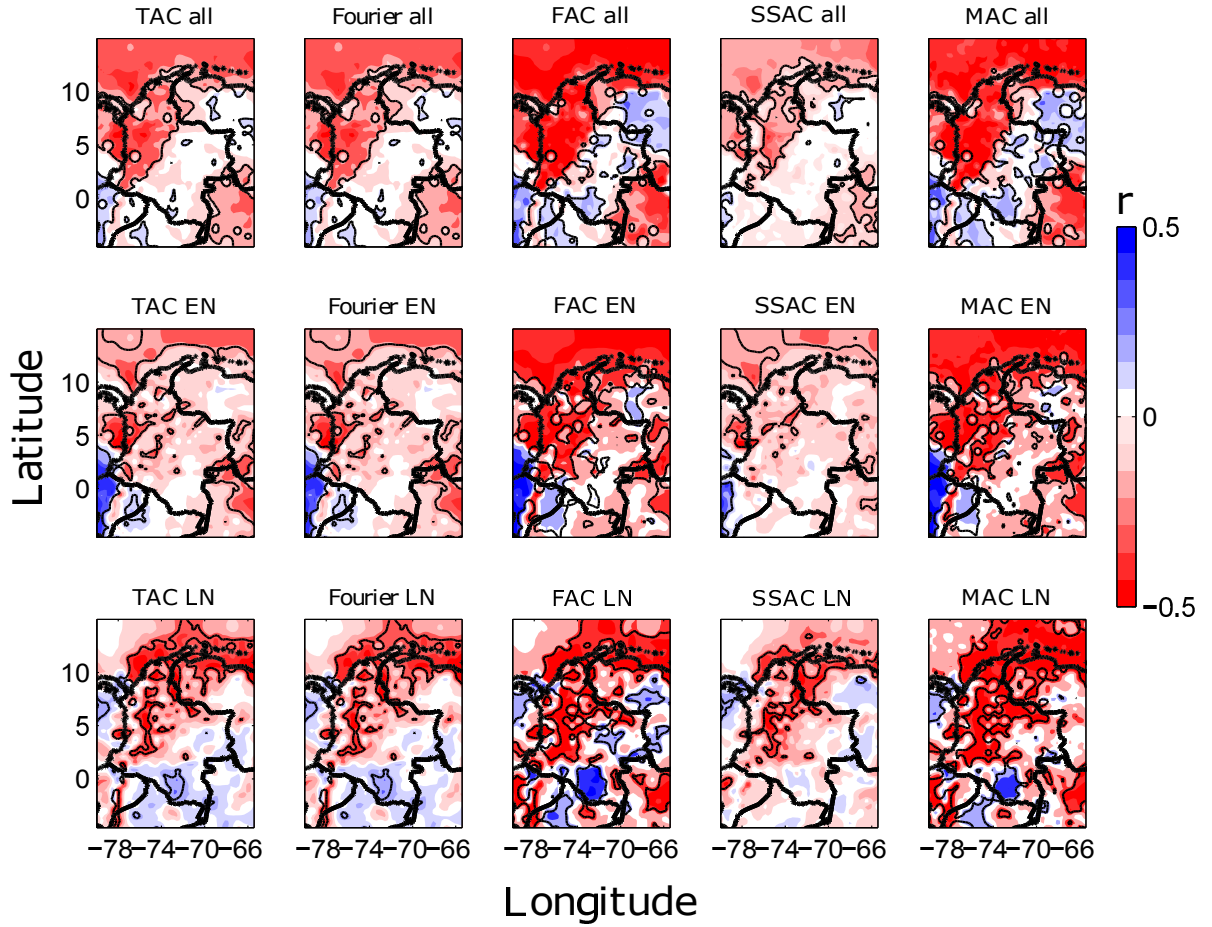 TAC all Fourier all FAC all SSAC all MAC all
10
5
0
r
0.5
0
−0.5
TAC EN Fourier EN FAC EN SSAC EN MAC EN
10
5
0
Latitude
TAC LN Fourier LN FAC LN SSAC LN MAC LN
10
5
0
−78−74−70−66 −78−74−70−66 −78−74−70−66 −78−74−70−66 −78−74−70−66
Longitude